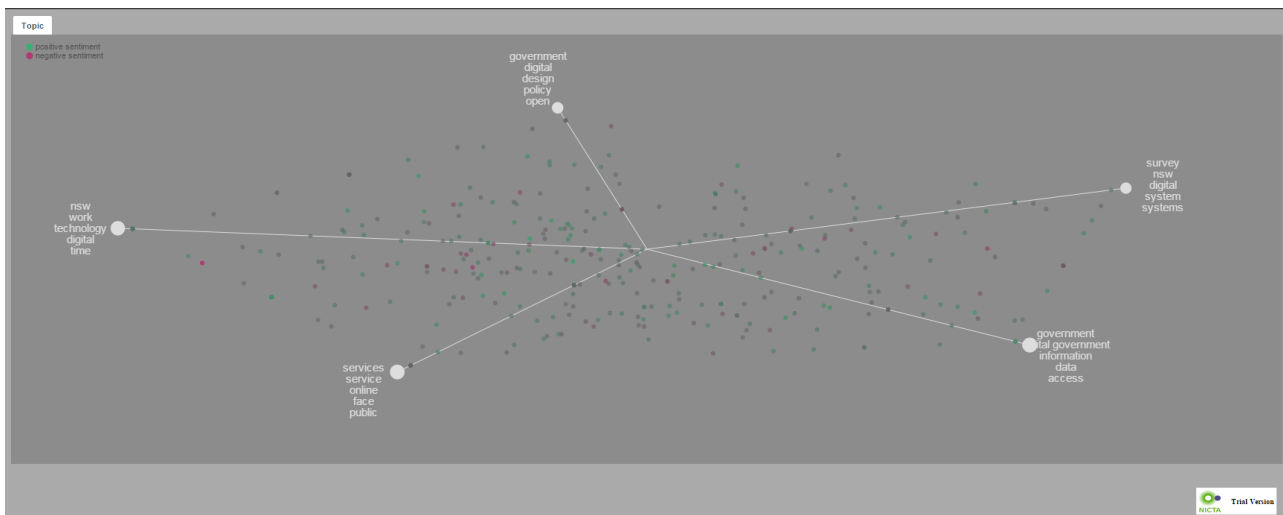 Topic
positive sentiment
negative sentiment
government
digital
design
policy
open
survey
nsw
digital
system
systems
nsw
work
technology
digital
time
government
tal government
information
data
access
services
service
online
face
public
NICTA
Trial Version